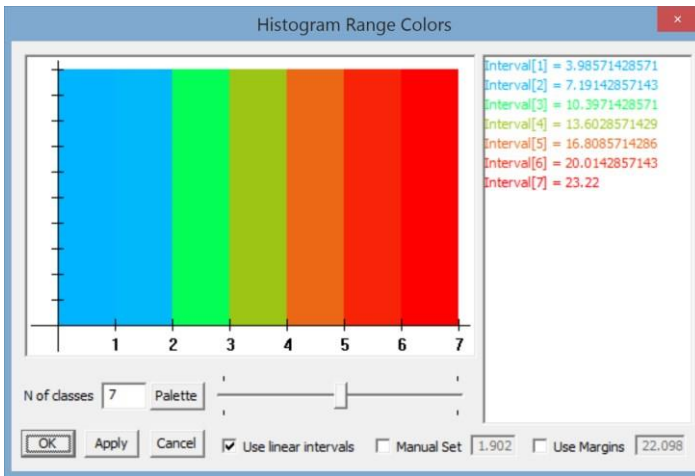 Histogram Range Colors
×
Interval[1] = 3.98571428571
Interval[2] = 7.19142857143
Interval[3] = 10.3971428571
Interval[4] = 13.6028571429
Interval[5] = 16.8085714286
Interval[6] = 20.0142857143
Interval[7] = 23.22
1 2 3 4 5 6 7
N of classes 7 Palette
OK Apply Cancel Use linear intervals Manual Set 1.902 Use Margins 22.098